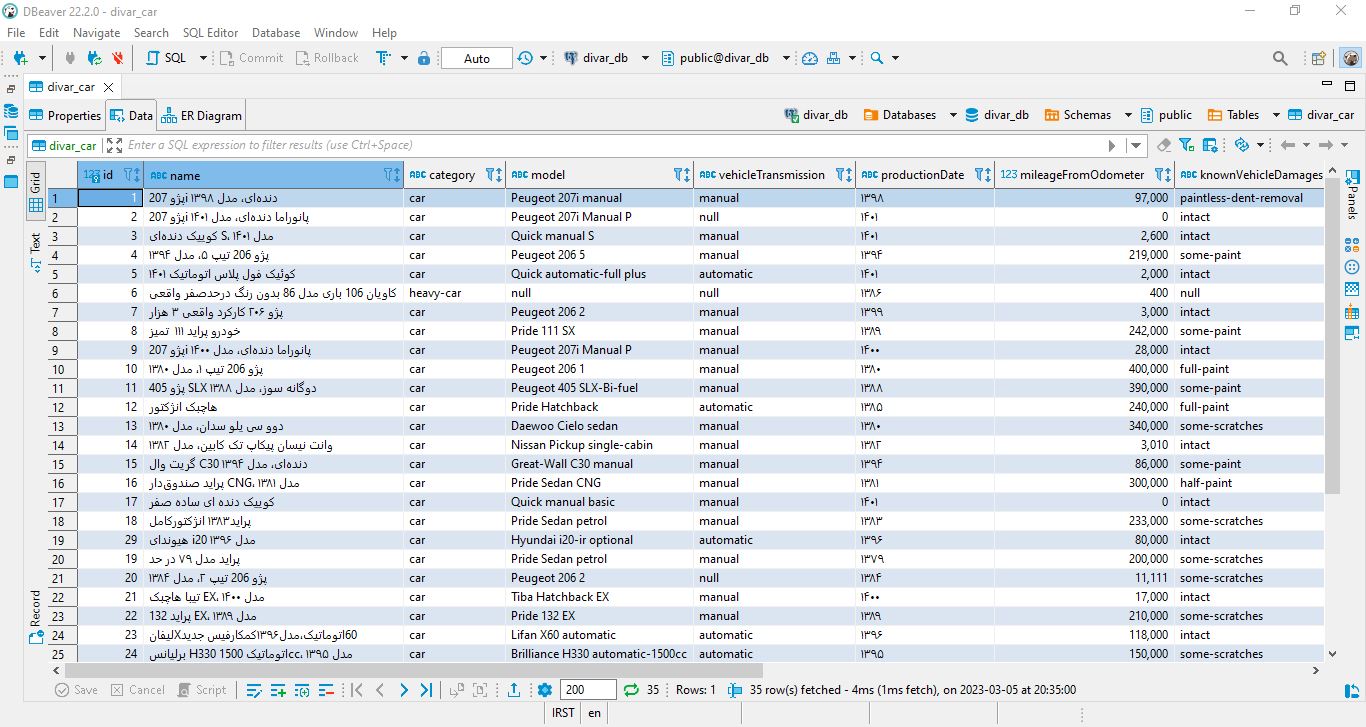 DBeaver 22.2.0 - divar_car
File Edit Navigate Search SQL Editor Database Window Help
SQL Commit Rollback Auto divar_db public@divar_db
divar_car
Properties Data ER Diagram divar_db Databases divar_db Schemas public Tables divar_car
divar_car Enter a SQL expression to filter results (use Ctrl+Space)
Grid
Text
Record
Panels
123 id ABC name ABC category ABC model ABC vehicleTransmission ABC productionDate 123 mileageFromOdometer ABC knownVehicleDamages
1 1 پژو 207i دنده‌ای، مدل ۱۳۹۸ car Peugeot 207i manual manual ۱۳۹۸ 97,000 paintless-dent-removal
2 2 پژو 207i پانوراما دنده‌ای، مدل ۱۴۰۱ car Peugeot 207i Manual P null ۱۴۰۱ 0 intact
3 3 کوییک دنده‌ای S، مدل ۱۴۰۱ car Quick manual S manual ۱۴۰۱ 2,600 intact
4 4 پژو 206 تیپ ۵، مدل ۱۳۹۴ car Peugeot 206 5 manual ۱۳۹۴ 219,000 some-paint
5 5 کوئیک فول پلاس اتوماتیک ۱۴۰۱ car Quick automatic-full plus automatic ۱۴۰۱ 2,000 intact
6 6 کاویان 106 باری مدل 86 بدون رنگ درحدصفر واقعی heavy-car null null ۱۳۸۶ 400 null
7 7 پژو ۲۰۶ کارکرد واقعی ۳ هزار car Peugeot 206 2 manual ۱۳۹۹ 3,000 intact
8 8 خودرو پراید ۱۱۱ تمیز car Pride 111 SX manual ۱۳۸۹ 242,000 some-paint
9 9 پژو 207i پانوراما دنده‌ای، مدل ۱۴۰۰ car Peugeot 207i Manual P manual ۱۴۰۰ 28,000 intact
10 10 پژو 206 تیپ ۱، مدل ۱۳۸۰ car Peugeot 206 1 manual ۱۳۸۰ 400,000 full-paint
11 11 پژو 405 SLX دوگانه سوز، مدل ۱۳۸۸ car Peugeot 405 SLX-Bi-fuel manual ۱۳۸۸ 390,000 some-paint
12 12 هاچبک انژکتور car Pride Hatchback automatic ۱۳۸۵ 240,000 full-paint
13 13 دوو سی یلو سدان، مدل ۱۳۸۰ car Daewoo Cielo sedan manual ۱۳۸۰ 340,000 some-scratches
14 14 وانت نیسان پیکاپ تک کابین، مدل ۱۳۸۲ car Nissan Pickup single-cabin manual ۱۳۸۲ 3,010 intact
15 15 گریت وال C30 دنده‌ای، مدل ۱۳۹۴ car Great-Wall C30 manual manual ۱۳۹۴ 86,000 some-paint
16 16 پراید صندوق‌دار CNG، مدل ۱۳۸۱ car Pride Sedan CNG manual ۱۳۸۱ 300,000 half-paint
17 17 کوییک دنده ای ساده صفر car Quick manual basic manual ۱۴۰۱ 0 intact
18 18 پراید۱۳۸۳ انژکتورکامل car Pride Sedan petrol manual ۱۳۸۳ 233,000 some-scratches
19 29 هیوندای i20 مدل ۱۳۹۶ car Hyundai i20-ir optional automatic ۱۳۹۶ 80,000 intact
20 19 پراید مدل ۷۹ در حد car Pride Sedan petrol manual ۱۳۷۹ 200,000 some-scratches
21 20 پژو 206 تیپ ۲، مدل ۱۳۸۴ car Peugeot 206 2 null ۱۳۸۴ 11,111 some-scratches
22 21 تیبا هاچبک EX، مدل ۱۴۰۰ car Tiba Hatchback EX manual ۱۴۰۰ 17,000 intact
23 22 پراید 132 EX، مدل ۱۳۸۹ car Pride 132 EX manual ۱۳۸۹ 210,000 some-scratches
24 23 لیفانX60اتوماتیک،مدل۱۳۹۶کمکارفیس جدید car Lifan X60 automatic automatic ۱۳۹۶ 118,000 intact
25 24 برلیانس H330 اتوماتیک 1500cc، مدل ۱۳۹۵ car Brilliance H330 automatic-1500cc automatic ۱۳۹۵ 150,000 some-scratches
Save Cancel Script 200 35 Rows: 1 35 row(s) fetched - 4ms (1ms fetch), on 2023-03-05 at 20:35:00
IRST en